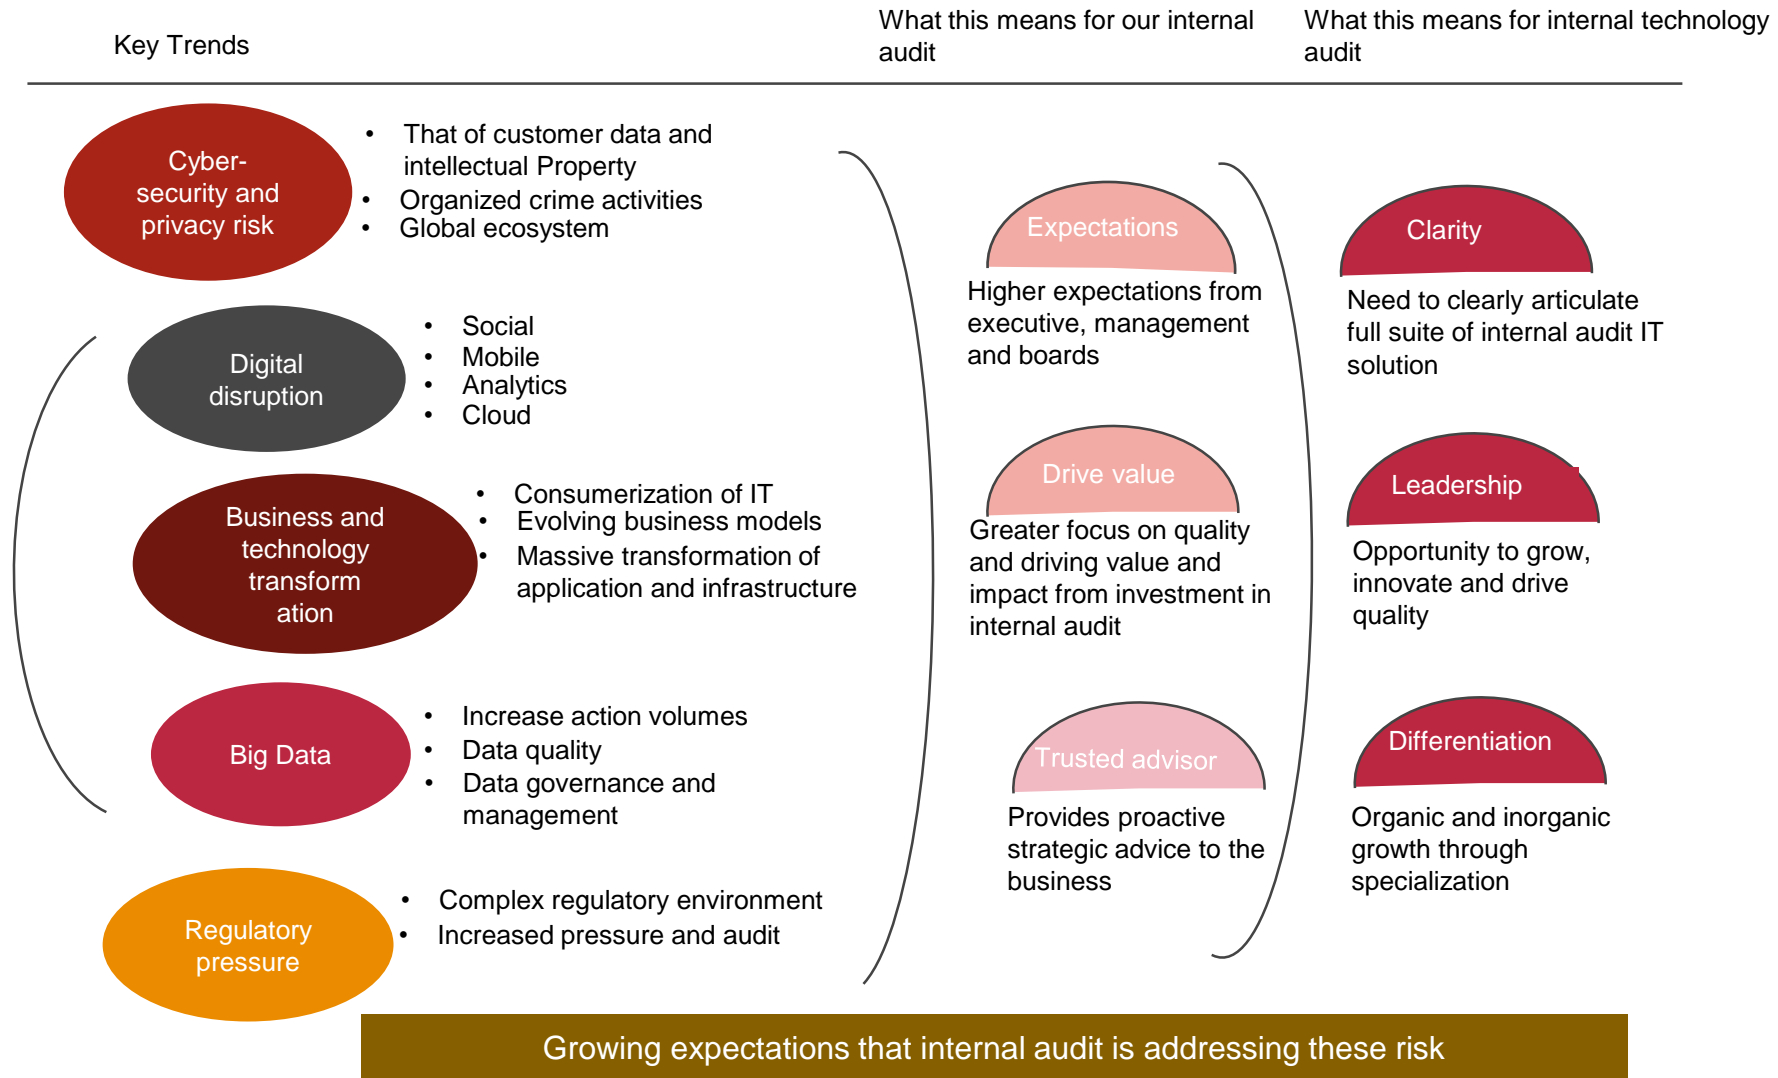 Key Trends
What this means for our internal
audit
What this means for internal technology
audit
Cyber-
security and
privacy risk
• That of customer data and
intellectual Property
• Organized crime activities
• Global ecosystem
Digital
disruption
• Social
• Mobile
• Analytics
• Cloud
Business and
technology
transform
ation
• Consumerization of IT
• Evolving business models
• Massive transformation of
application and infrastructure
Big Data
• Increase action volumes
• Data quality
• Data governance and
management
Regulatory
pressure
• Complex regulatory environment
• Increased pressure and audit
Expectations
Higher expectations from
executive, management
and boards
Drive value
Greater focus on quality
and driving value and
impact from investment in
internal audit
Trusted advisor
Provides proactive
strategic advice to the
business
Clarity
Need to clearly articulate
full suite of internal audit IT
solution
Leadership
Opportunity to grow,
innovate and drive
quality
Differentiation
Organic and inorganic
growth through
specialization
Growing expectations that internal audit is addressing these risk